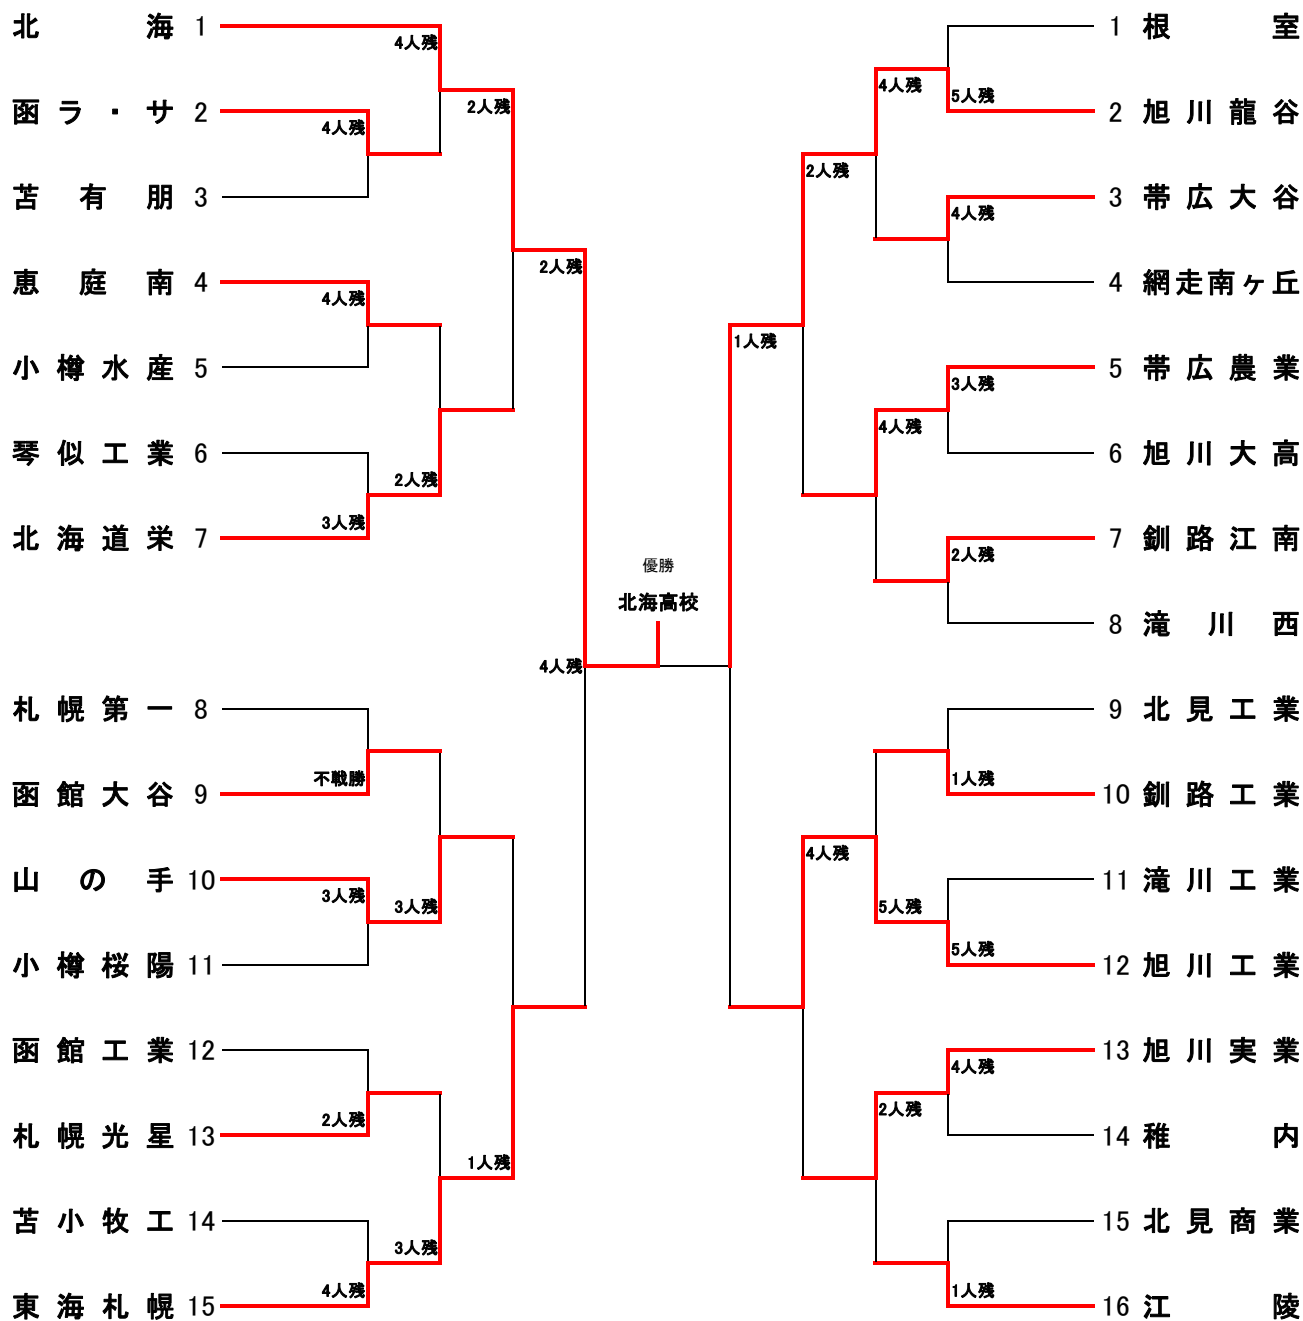 北海 1
4人残
函ラ・サ 2
4人残
2人残
苫有朋 3
恵庭南 4
4人残
2人残
小樽水産 5
琴似工業 6
2人残
北海道栄 7
3人残
優勝
北海高校
4人残
札幌第一 8
不戦勝
函館大谷 9
山の手 10
3人残
3人残
小樽桜陽 11
函館工業 12
2人残
札幌光星 13
1人残
苫小牧工 14
3人残
4人残
東海札幌 15
1 根室
4人残
5人残
2 旭川龍谷
2人残
3 帯広大谷
4人残
4 網走南ヶ丘
1人残
5 帯広農業
3人残
4人残
6 旭川大高
7 釧路江南
2人残
8 滝川西
9 北見工業
1人残
10 釧路工業
4人残
11 滝川工業
5人残
5人残
12 旭川工業
13 旭川実業
4人残
2人残
14 稚内
15 北見商業
1人残
16 江陵